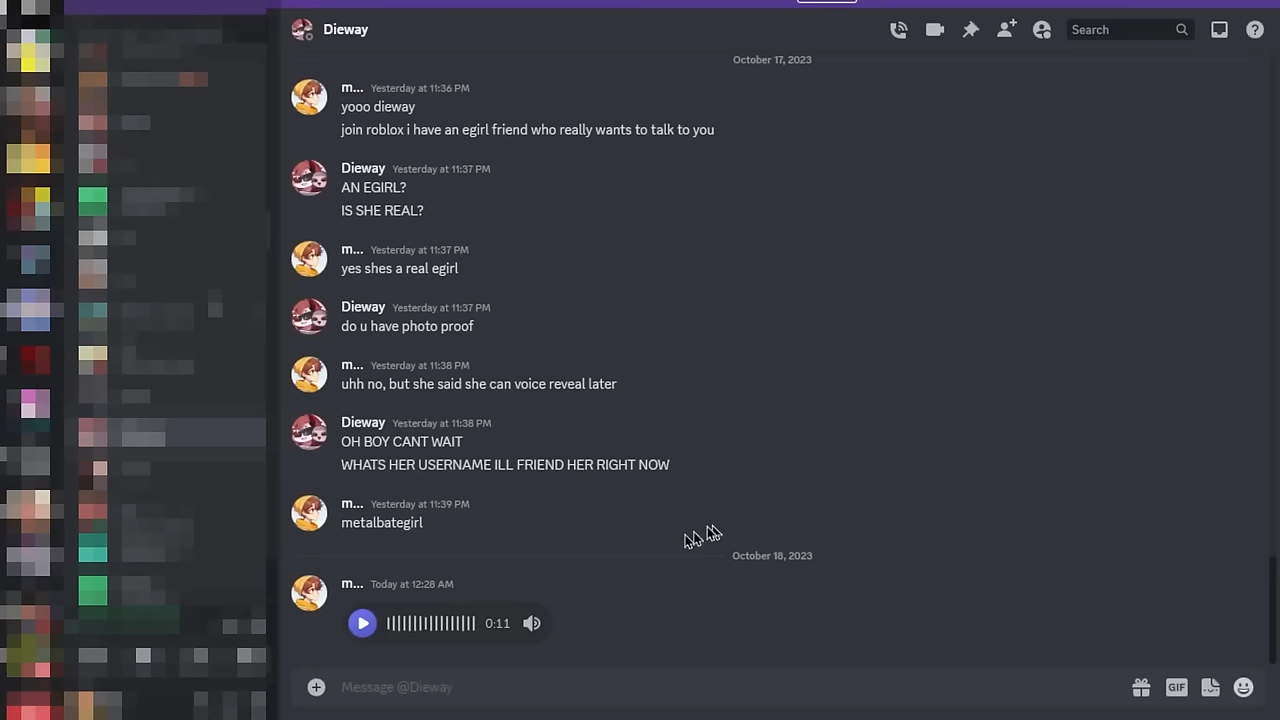 Dieway
Search
October 17, 2023
m... Yesterday at 11:36 PM
yooo dieway
join roblox i have an egirl friend who really wants to talk to you
Dieway Yesterday at 11:37 PM
AN EGIRL?
IS SHE REAL?
m... Yesterday at 11:37 PM
yes shes a real egirl
Dieway Yesterday at 11:37 PM
do u have photo proof
m... Yesterday at 11:38 PM
uhh no, but she said she can voice reveal later
Dieway Yesterday at 11:38 PM
OH BOY CANT WAIT
WHATS HER USERNAME ILL FRIEND HER RIGHT NOW
m... Yesterday at 11:39 PM
metalbategirl
October 18, 2023
m... Today at 12:28 AM
0:11
Message @Dieway
GIF